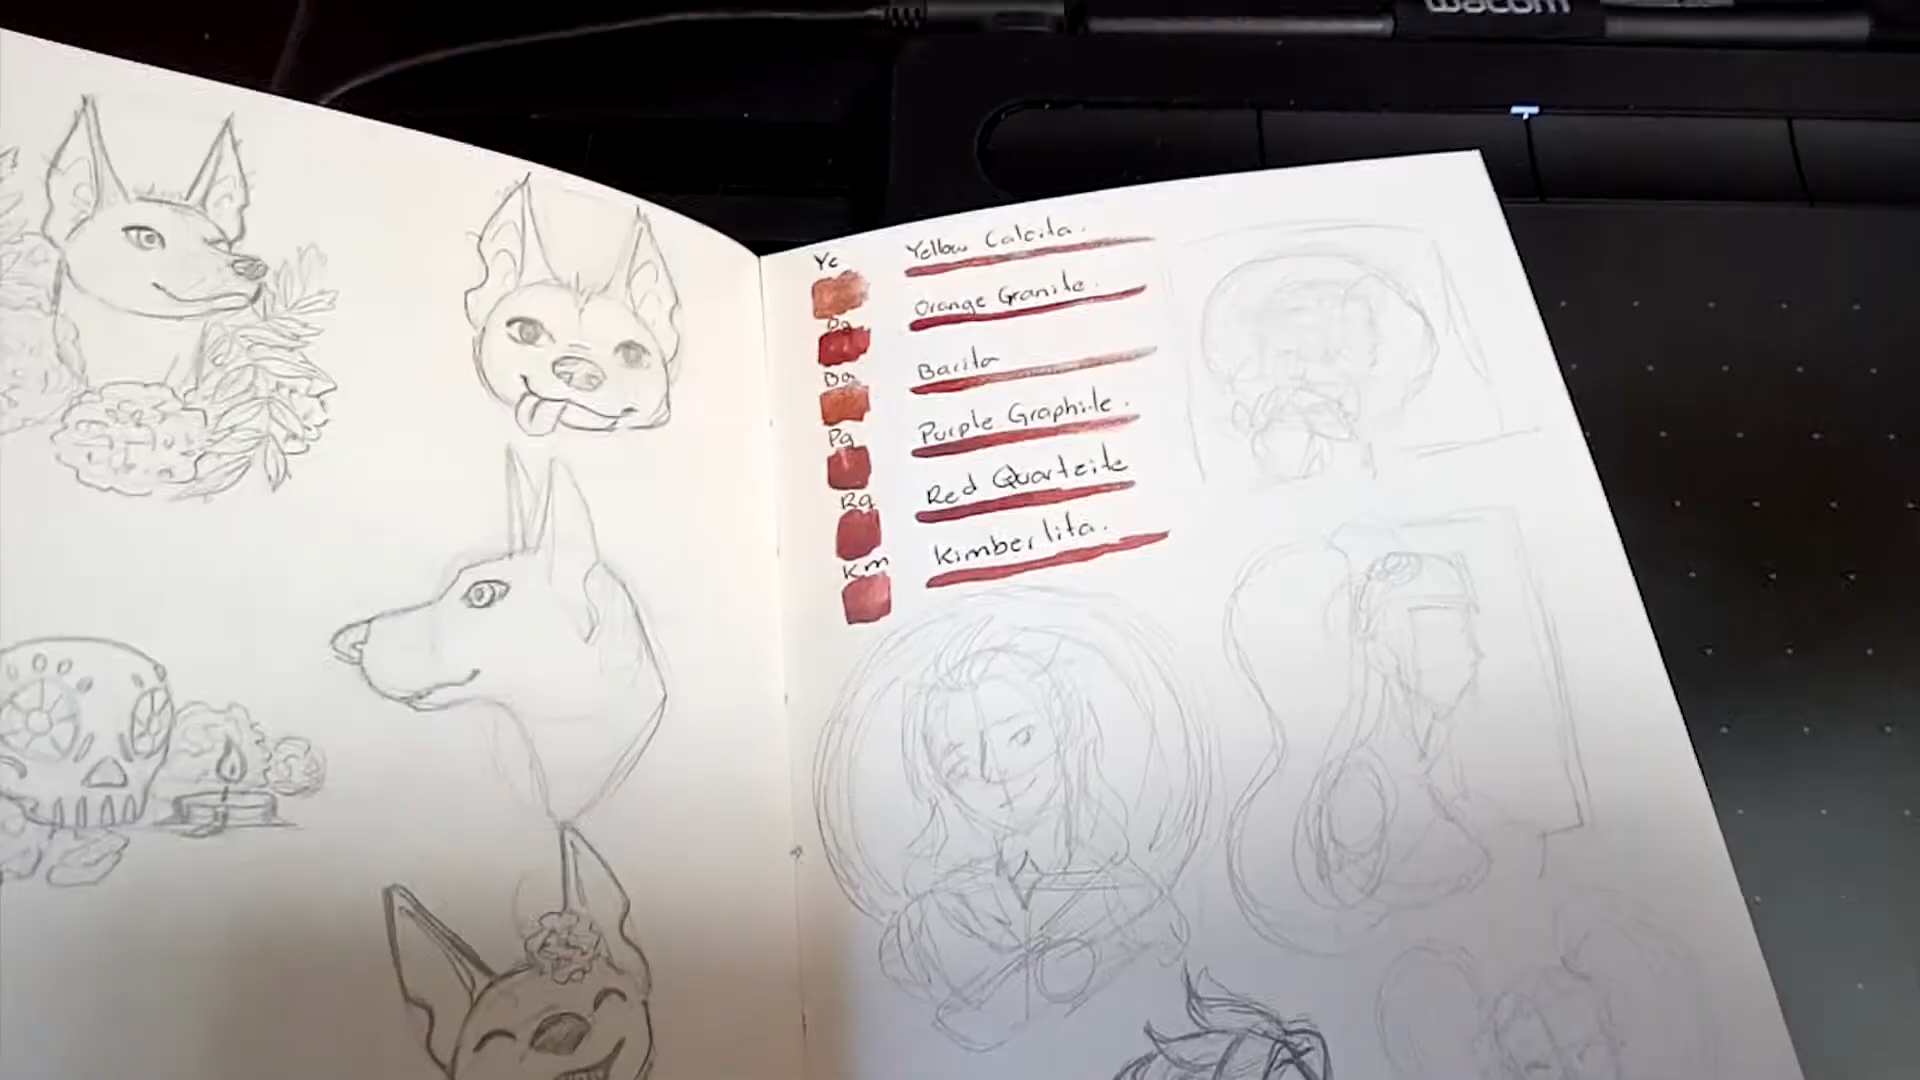 wacom
Yc
Yellow Calcita.
Og
Orange Granite.
Ba
Barita
Pg
Purple Graphite.
Rq
Red Quarteite
Km
Kimberlita.